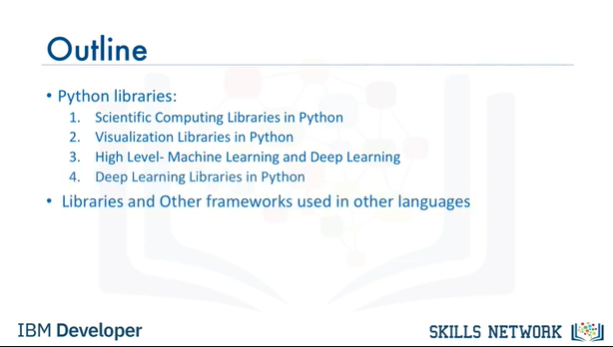 Outline
• Python libraries:
1. Scientific Computing Libraries in Python
2. Visualization Libraries in Python
3. High Level- Machine Learning and Deep Learning
4. Deep Learning Libraries in Python
• Libraries and Other frameworks used in other languages
IBM Developer
SKILLS NETWORK